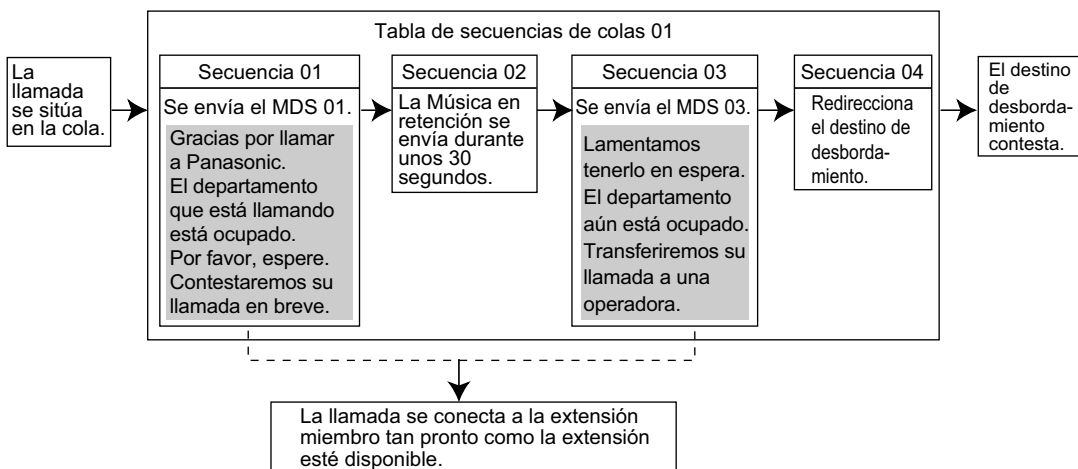 Tabla de secuencias de colas 01
La
llamada
se sitúa
en la cola.
Secuencia 01
Se envía el MDS 01.
Gracias por llamar
a Panasonic.
El departamento
que está llamando
está ocupado.
Por favor, espere.
Contestaremos su
llamada en breve.
Secuencia 02
La Música en
retención se
envía durante
unos 30
segundos.
Secuencia 03
Se envía el MDS 03.
Lamentamos
tenerlo en espera.
El departamento
aún está ocupado.
Transferiremos su
llamada a una
operadora.
Secuencia 04
Redirecciona
el destino de
desborda-
miento.
El destino
de
desborda-
miento
contesta.
La llamada se conecta a la extensión
miembro tan pronto como la extensión
esté disponible.